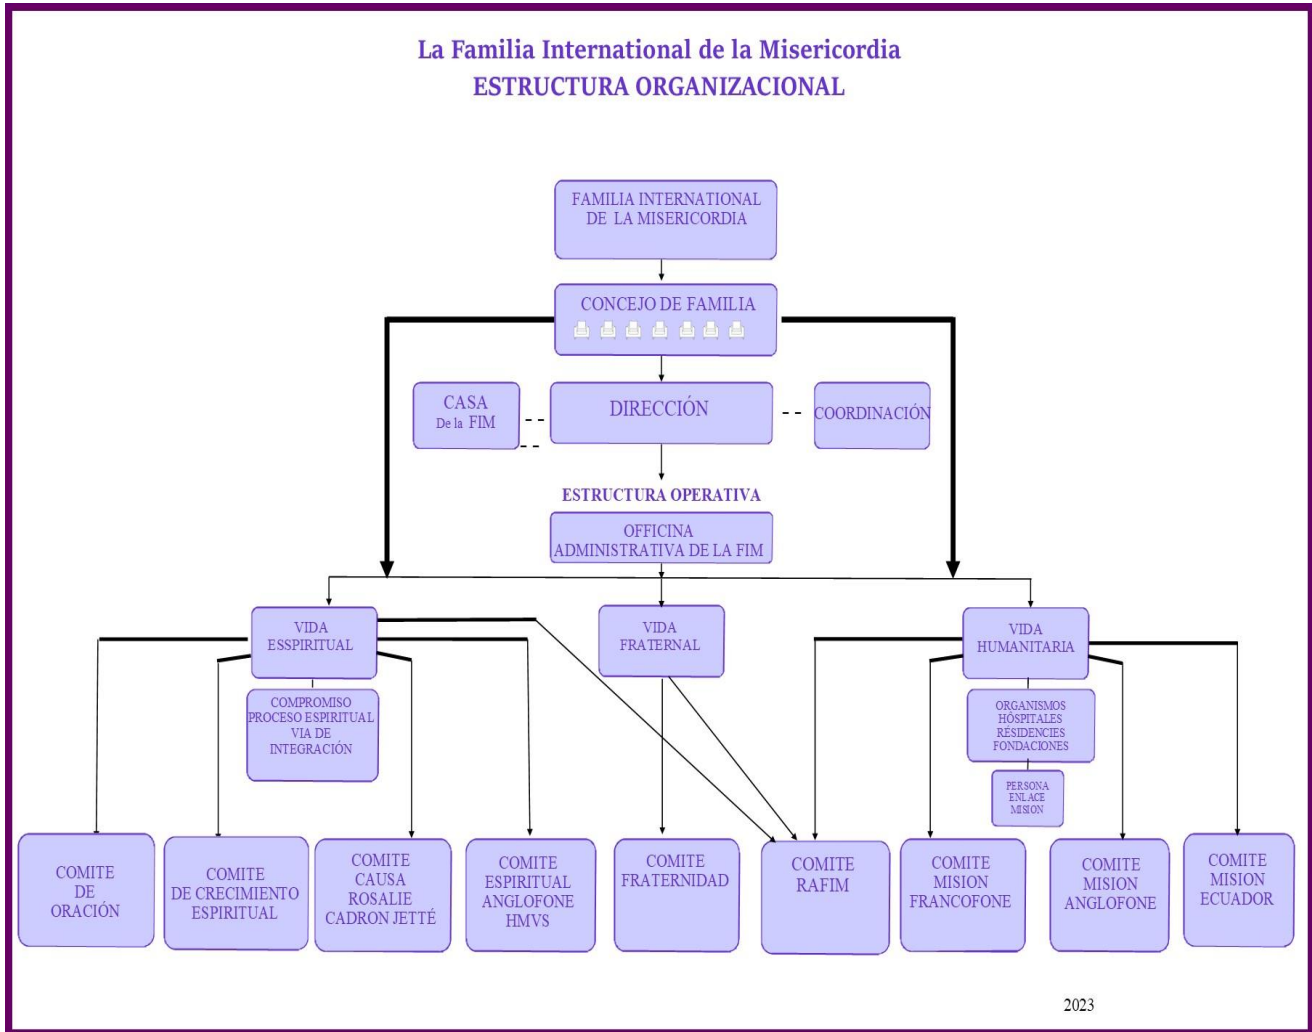 La Familia International de la Misericordia
ESTRUCTURA ORGANIZACIONAL
FAMILIA INTERNATIONAL
DE LA MISERICORDIA
CONCEJO DE FAMILIA
CASA
De la FIM
DIRECCIÓN
COORDINACIÓN
ESTRUCTURA OPERATIVA
OFFICINA
ADMINISTRATIVA DE LA FIM
VIDA
ESSPIRITUAL
VIDA
FRATERNAL
VIDA
HUMANITARIA
COMPROMISO
PROCESO ESPIRITUAL
VIA DE
INTEGRACIÓN
ORGANISMOS
HÔSPITALES
RÉSIDENCIES
FONDACIONES
PERSONA
ENLACE
MISION
COMITE
DE
ORACIÓN
COMITE
DE CRECIMIENTO
ESPIRITUAL
COMITE
CAUSA
ROSALIE
CADRON JETTÉ
COMITE
ESPIRITUAL
ANGLOFONE
HMVS
COMITE
FRATERNIDAD
COMITE
RAFIM
COMITE
MISION
FRANCOFONE
COMITE
MISION
ANGLOFONE
COMITE
MISION
ECUADOR
2023